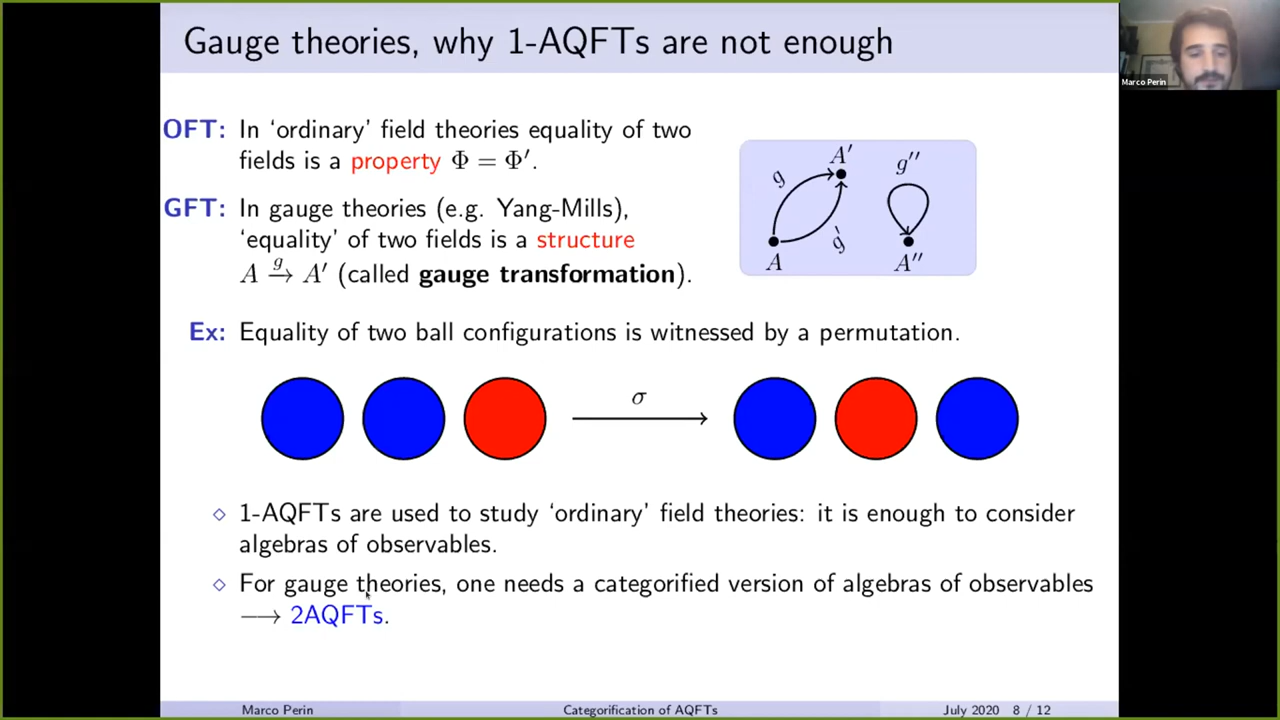 Gauge theories, why 1-AQFTs are not enough
Marco Perin
OFT: In ‘ordinary’ field theories equality of two
fields is a property Φ = Φ′.
GFT: In gauge theories (e.g. Yang-Mills),
‘equality’ of two fields is a structure
A →g A′ (called gauge transformation).
A′
g
g′′
g̀
A
A′′
Ex: Equality of two ball configurations is witnessed by a permutation.
σ
⋄ 1-AQFTs are used to study ‘ordinary’ field theories: it is enough to consider
algebras of observables.
⋄ For gauge theories, one needs a categorified version of algebras of observables
⟶ 2AQFTs.
Marco Perin
Categorification of AQFTs
July 2020 8 / 12